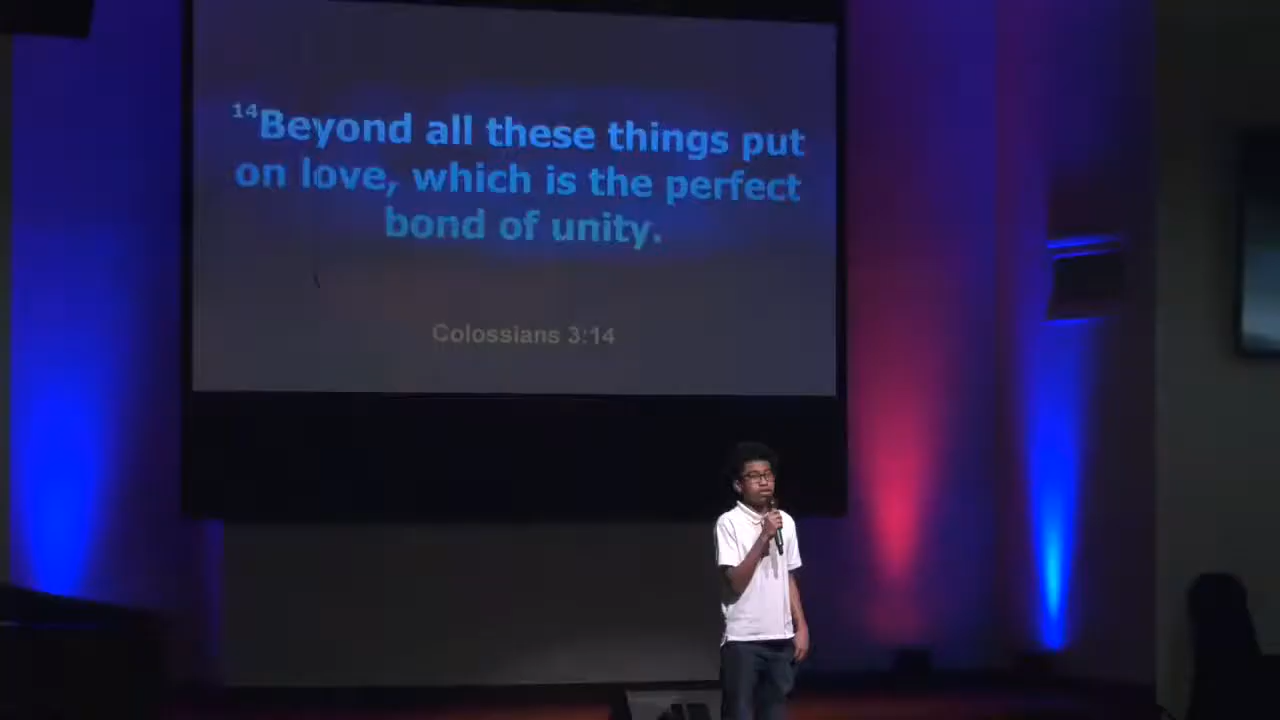 ¹⁴Beyond all these things put
on love, which is the perfect
bond of unity.
Colossians 3:14